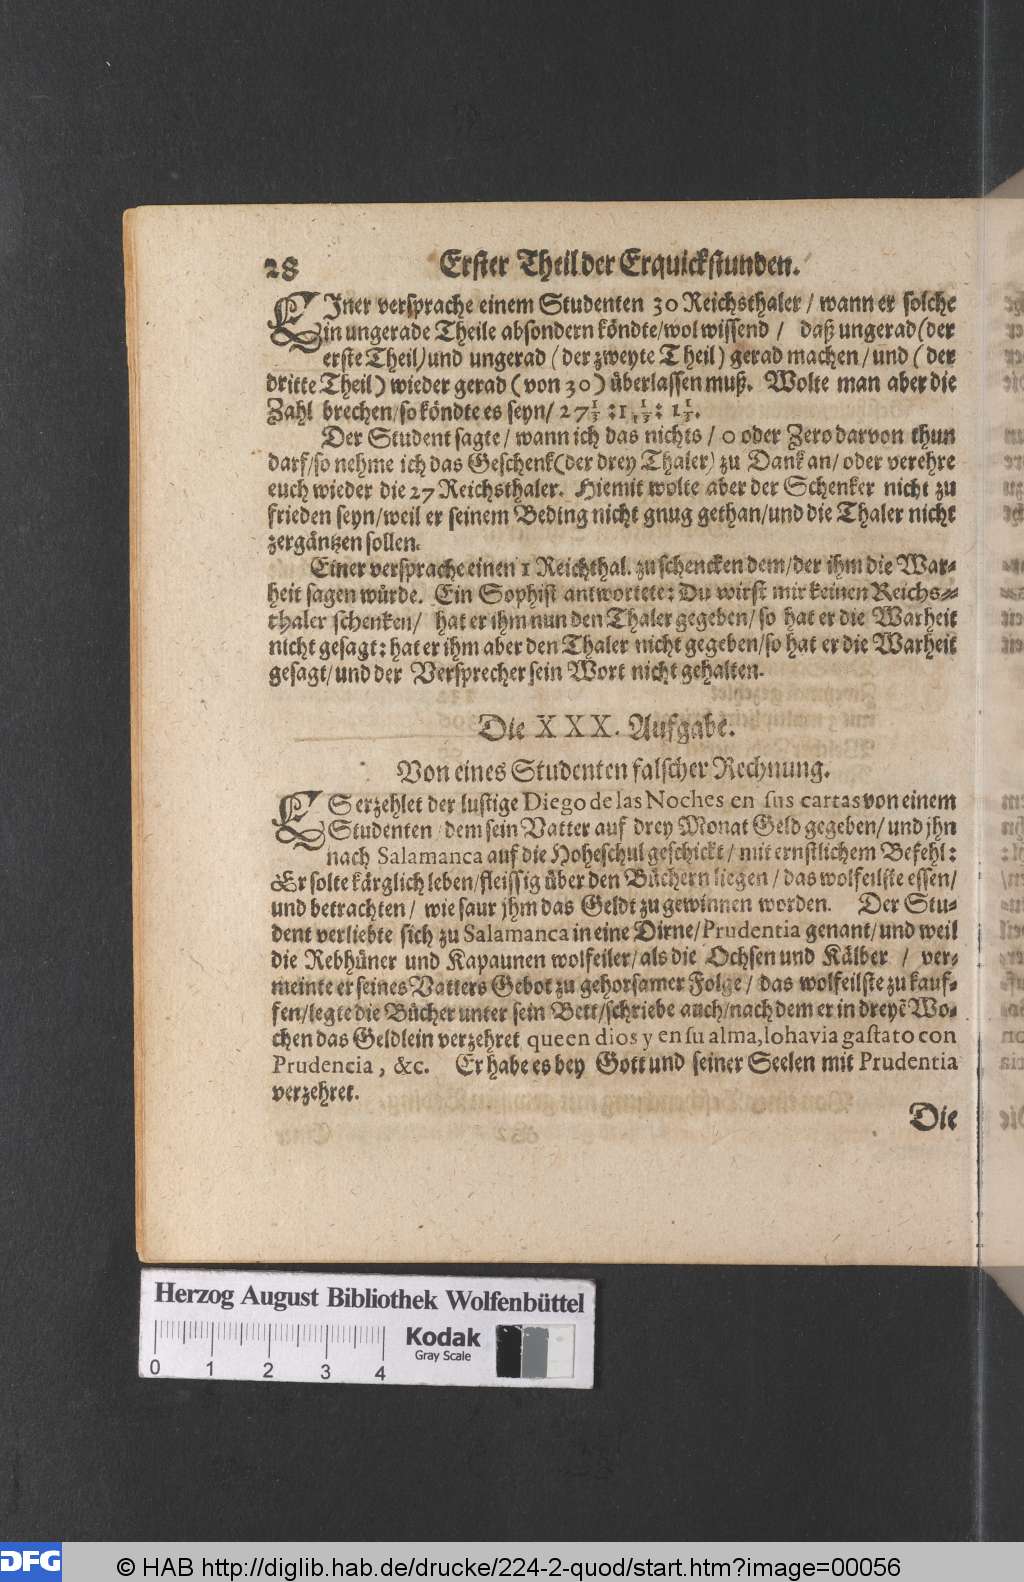 28 Erster Theil der Erquickstunden.
EJner versprache einem Studenten 30 Reichsthaler / wann er solche
in ungerade Theile absondern köndte/wol wissend / daß ungerad (der
erste Theil) und ungerad (der zweyte Theil) gerad machen / und (der
dritte Theil) wieder gerad (von 30) überlassen muß. Wolte man aber die
Zahl brechen/so köndte es seyn/ 27⅓ : 1,⅓ : 1⅓.
Der Student sagte / wann ich das nichts / 0 oder Zero darvon thun
darf/so nehme ich das Geschenk (der drey Thaler) zu Dank an/ oder verehre
euch wieder die 27 Reichsthaler. Hiemit wolte aber der Schenker nicht zu
frieden seyn/weil er seinem Beding nicht gnug gethan/und die Thaler nicht
zergäntzen sollen.
Einer versprache einen 1 Reichthal. zu schencken dem/der ihm die War-
heit sagen würde. Ein Sophist antwortete: Du wirst mir keinen Reichs-
thaler schenken/ hat er ihm nun den Thaler gegeben/ so hat er die Warheit
nicht gesagt: hat er ihm aber den Thaler nicht gegeben/so hat er die Warheit
gesagt/und der Versprecher sein Wort nicht gehalten.
Die XXX. Aufgabe.
Von eines Studenten falscher Rechnung.
ES erzehlet der lustige Diego de las Noches en sus cartas von einem
Studenten / dem sein Vatter auf drey Monat Geld gegeben/ und jhn
nach Salamanca auf die Hoheschul geschickt / mit ernstlichem Befehl:
Er solte kärglich leben/fleissig über den Büchern liegen / das wolfeilste essen/
und betrachten / wie saur jhm das Geldt zu gewinnen worden. Der Stu-
dent verliebte sich zu Salamanca in eine Dirne/Prudentia genant/und weil
die Rebhüner und Kapaunen wolfeiler/als die Ochsen und Kälber / ver-
meinte er seines Vatters Gebot zu gehorsamer Folge / das wolfeilste zu kauf-
fen/legte die Bücher unter sein Bett/schriebe auch/nach dem er in dreyẽ Wo-
chen das Geldlein verzehret queen dios y en su alma, lohavia gastato con
Prudencia, &c. Er habe es bey Gott und seiner Seelen mit Prudentia
verzehret.
Die
Herzog August Bibliothek Wolfenbüttel
0 1 2 3 4
Kodak
Gray Scale
DFG © HAB http://diglib.hab.de/drucke/224-2-quod/start.htm?image=00056